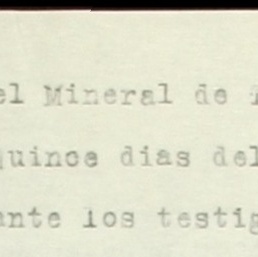 el Mineral de
quince dias del
ante los testig